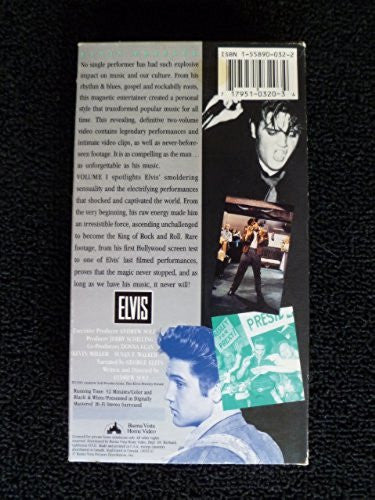 ISBN 1-55890-032-2
No single performer has had such explosive
impact on music and our culture. From his
rhythm & blues, gospel and rockabilly roots,
this magnetic entertainer created a personal
style that transformed popular music for all
time. This revealing, definitive two-volume
video contains legendary performances and
intimate video clips, as well as never-before-
seen footage. It is as compelling as the man . . .
as unforgettable as his music.
VOLUME 1 spotlights Elvis' smoldering
sensuality and the electrifying performances
that shocked and captivated the world. From
the very beginning, his raw energy made him
an irresistible force, ascending unchallenged
to become the King of Rock and Roll. Rare
footage, from his first Hollywood screen test
to one of Elvis' last filmed performances,
proves that the magic never stopped, and as
long as we have his music, it never will!
7 17951 0320-3 4
ELVIS
Executive Producer ANDREW SOLT
Producer JERRY SCHILLING
Co-Producers DONNA
KEVIN MILLER SUSAN F. WALKER
Narrated by GEORGE KLEIN
Written and Directed by
ANDREW SOLT
Running Time: 52 Minutes/Color and
Black & White/Presented in Digitally
Mastered Hi-Fi Stereo Surround
Buena Vista
Home Video
PRESIDE